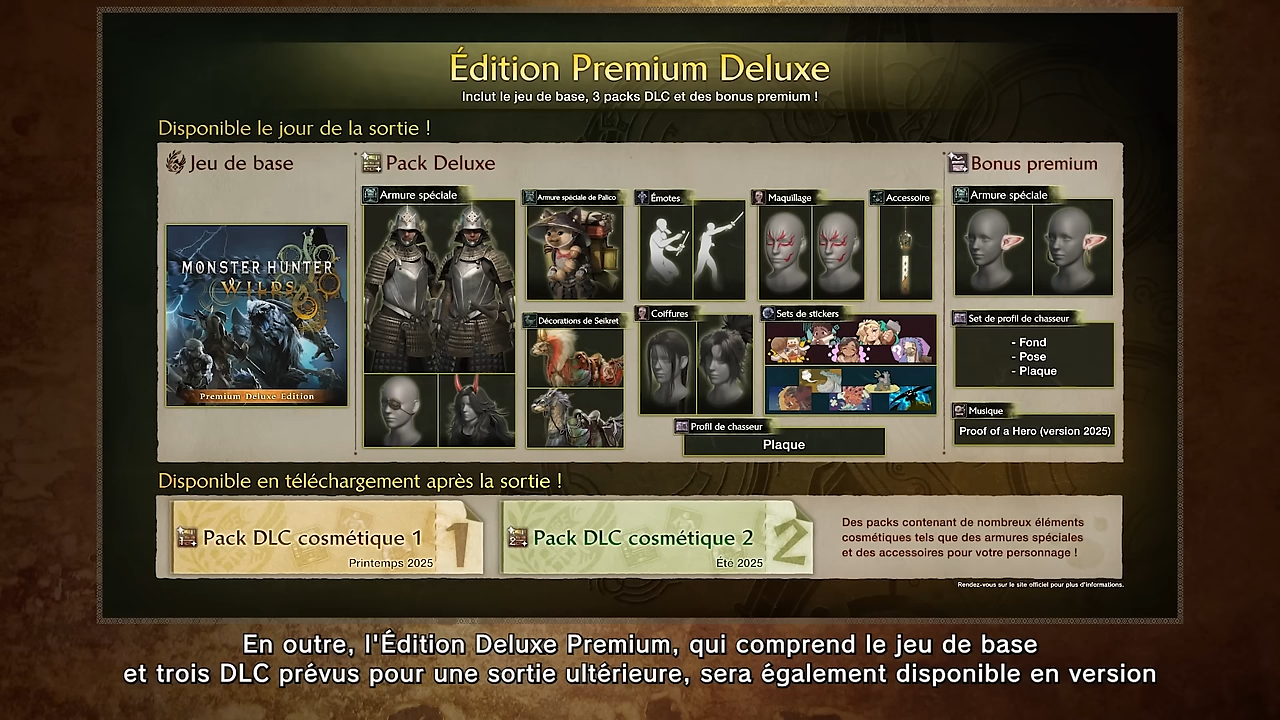 Édition Premium Deluxe
Inclut le jeu de base, 3 packs DLC et des bonus premium !
Disponible le jour de la sortie !
Jeu de base
MONSTER HUNTER
WILDS
Premium Deluxe Edition
Pack Deluxe
Armure spéciale
Armure spéciale de Palico
Émotes
Maquillage
Accessoire
Décorations de Seikret
Coiffures
Sets de stickers
Profil de chasseur
Plaque
Bonus premium
Armure spéciale
Set de profil de chasseur
- Fond
- Pose
- Plaque
Musique
Proof of a Hero (version 2025)
Disponible en téléchargement après la sortie !
Pack DLC cosmétique 1
1
Printemps 2025
Pack DLC cosmétique 2
2
Été 2025
Des packs contenant de nombreux éléments
cosmétiques tels que des armures spéciales
et des accessoires pour votre personnage !
Rendez-vous sur le site officiel pour plus d'informations.
En outre, l'Édition Deluxe Premium, qui comprend le jeu de base
et trois DLC prévus pour une sortie ultérieure, sera également disponible en version